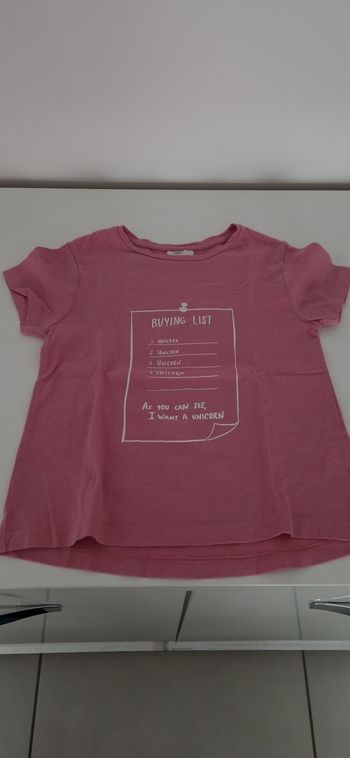 BUYING LIST
1. UNICORN
2. UNICORN
3. UNICORN
4. UNICORN
AS YOU CAN SEE,
I WANT A UNICORN